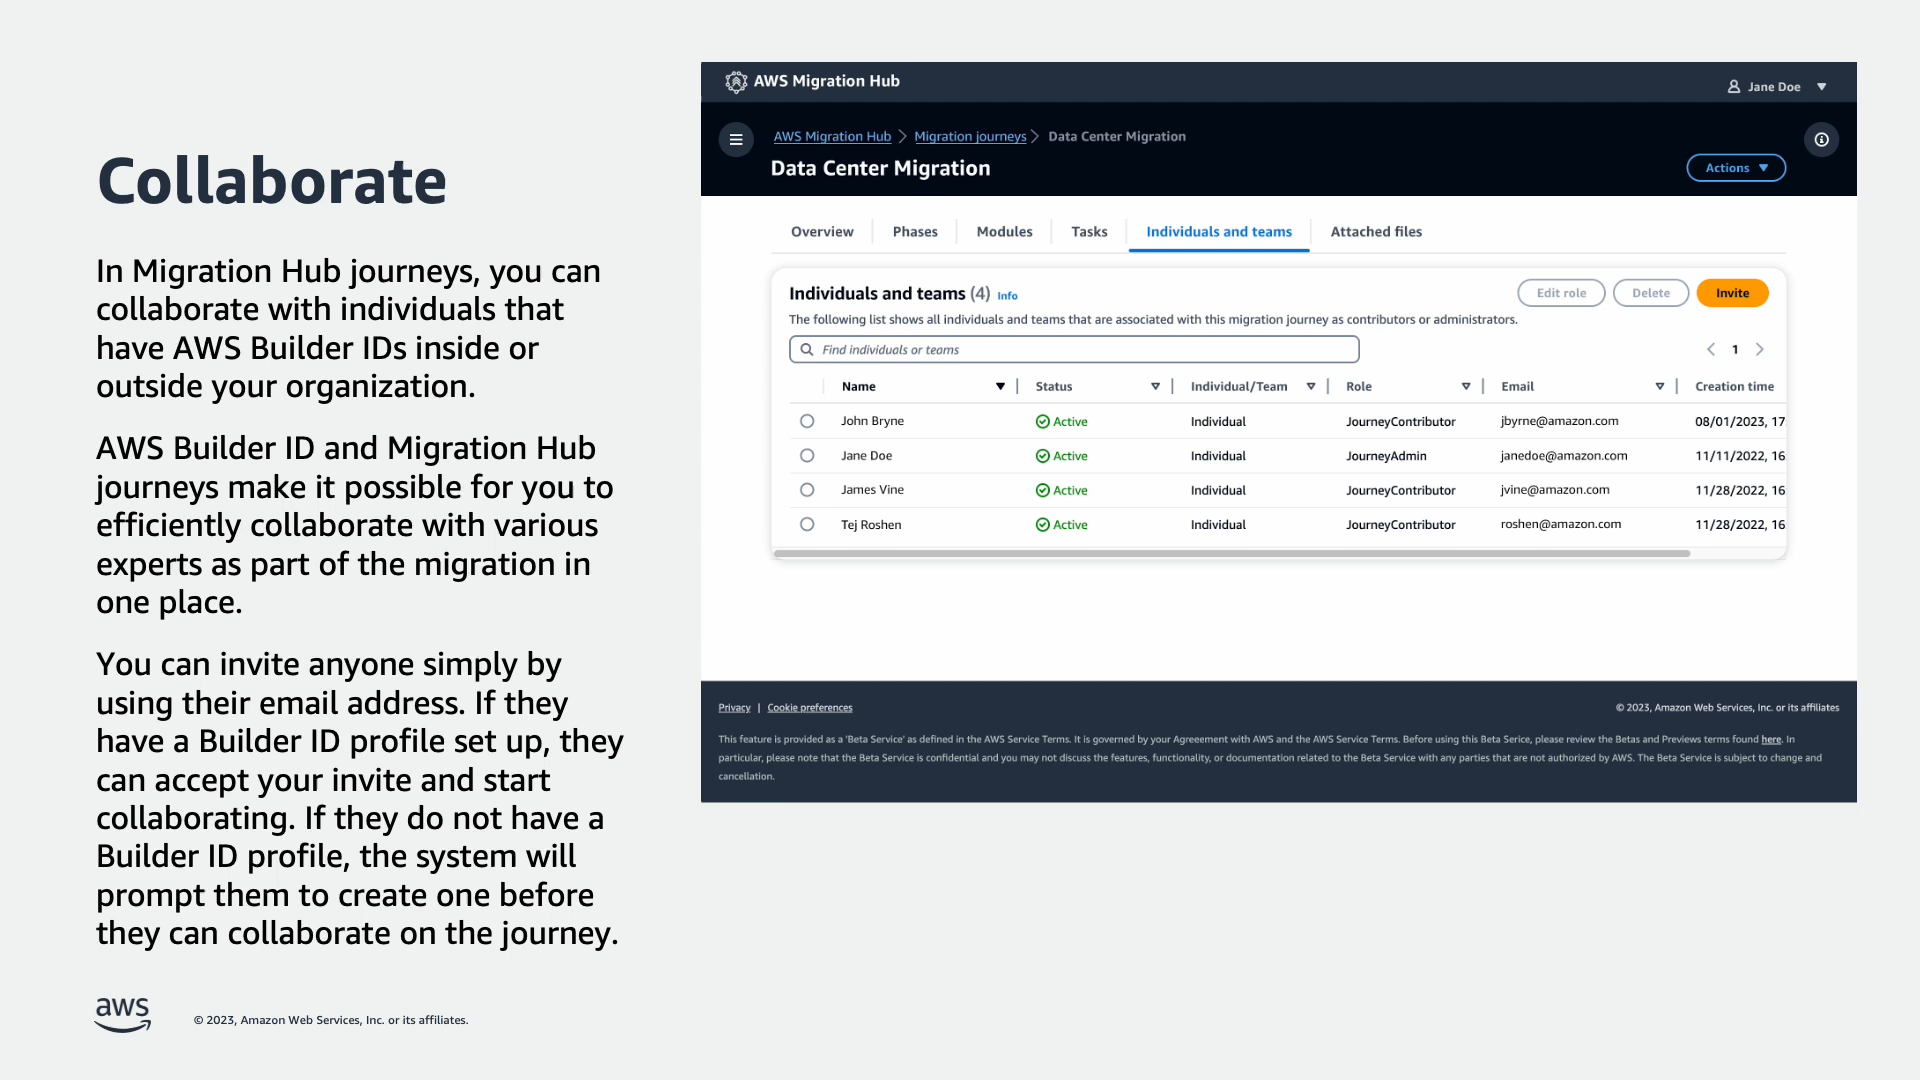 Collaborate
In Migration Hub journeys, you can
collaborate with individuals that
have AWS Builder IDs inside or
outside your organization.
AWS Builder ID and Migration Hub
journeys make it possible for you to
efficiently collaborate with various
experts as part of the migration in
one place.
You can invite anyone simply by
using their email address. If they
have a Builder ID profile set up, they
can accept your invite and start
collaborating. If they do not have a
Builder ID profile, the system will
prompt them to create one before
they can collaborate on the journey.
aws
© 2023, Amazon Web Services, Inc. or its affiliates.
AWS Migration Hub
Jane Doe
AWS Migration Hub Migration journeys Data Center Migration
Data Center Migration
Actions
Overview Phases Modules Tasks Individuals and teams Attached files
Individuals and teams (4) Info
Edit role Delete Invite
The following list shows all individuals and teams that are associated with this migration journey as contributors or administrators.
Find individuals or teams
1
Name Status Individual/Team Role Email Creation time
John Bryne Active Individual JourneyContributor jbyrne@amazon.com 08/01/2023, 17
Jane Doe Active Individual JourneyAdmin janedoe@amazon.com 11/11/2022, 16
James Vine Active Individual JourneyContributor jvine@amazon.com 11/28/2022, 16
Tej Roshen Active Individual JourneyContributor roshen@amazon.com 11/28/2022, 16
Privacy | Cookie preferences
© 2023, Amazon Web Services, Inc. or its affiliates
This feature is provided as a 'Beta Service' as defined in the AWS Service Terms. It is governed by your Agreeement with AWS and the AWS Service Terms. Before using this Beta Serice, please review the Betas and Previews terms found here. In
particular, please note that the Beta Service is confidential and you may not discuss the features, functionality, or documentation related to the Beta Service with any parties that are not authorized by AWS. The Beta Service is subject to change and
cancellation.